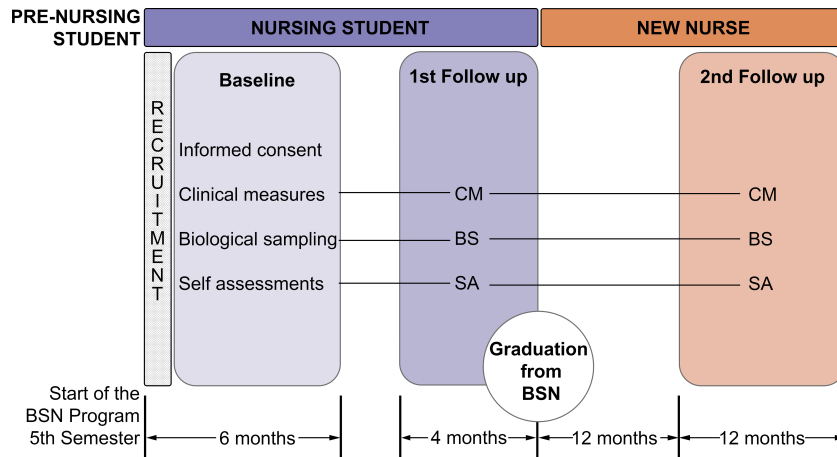 PRE-NURSING
STUDENT
NURSING STUDENT
NEW NURSE
RECRUITMENT
Baseline
Informed consent
Clinical measures
Biological sampling
Self assessments
1st Follow up
CM
BS
SA
2nd Follow up
CM
BS
SA
Graduation
from
BSN
Start of the
BSN Program
5th Semester
6 months
4 months
12 months
12 months